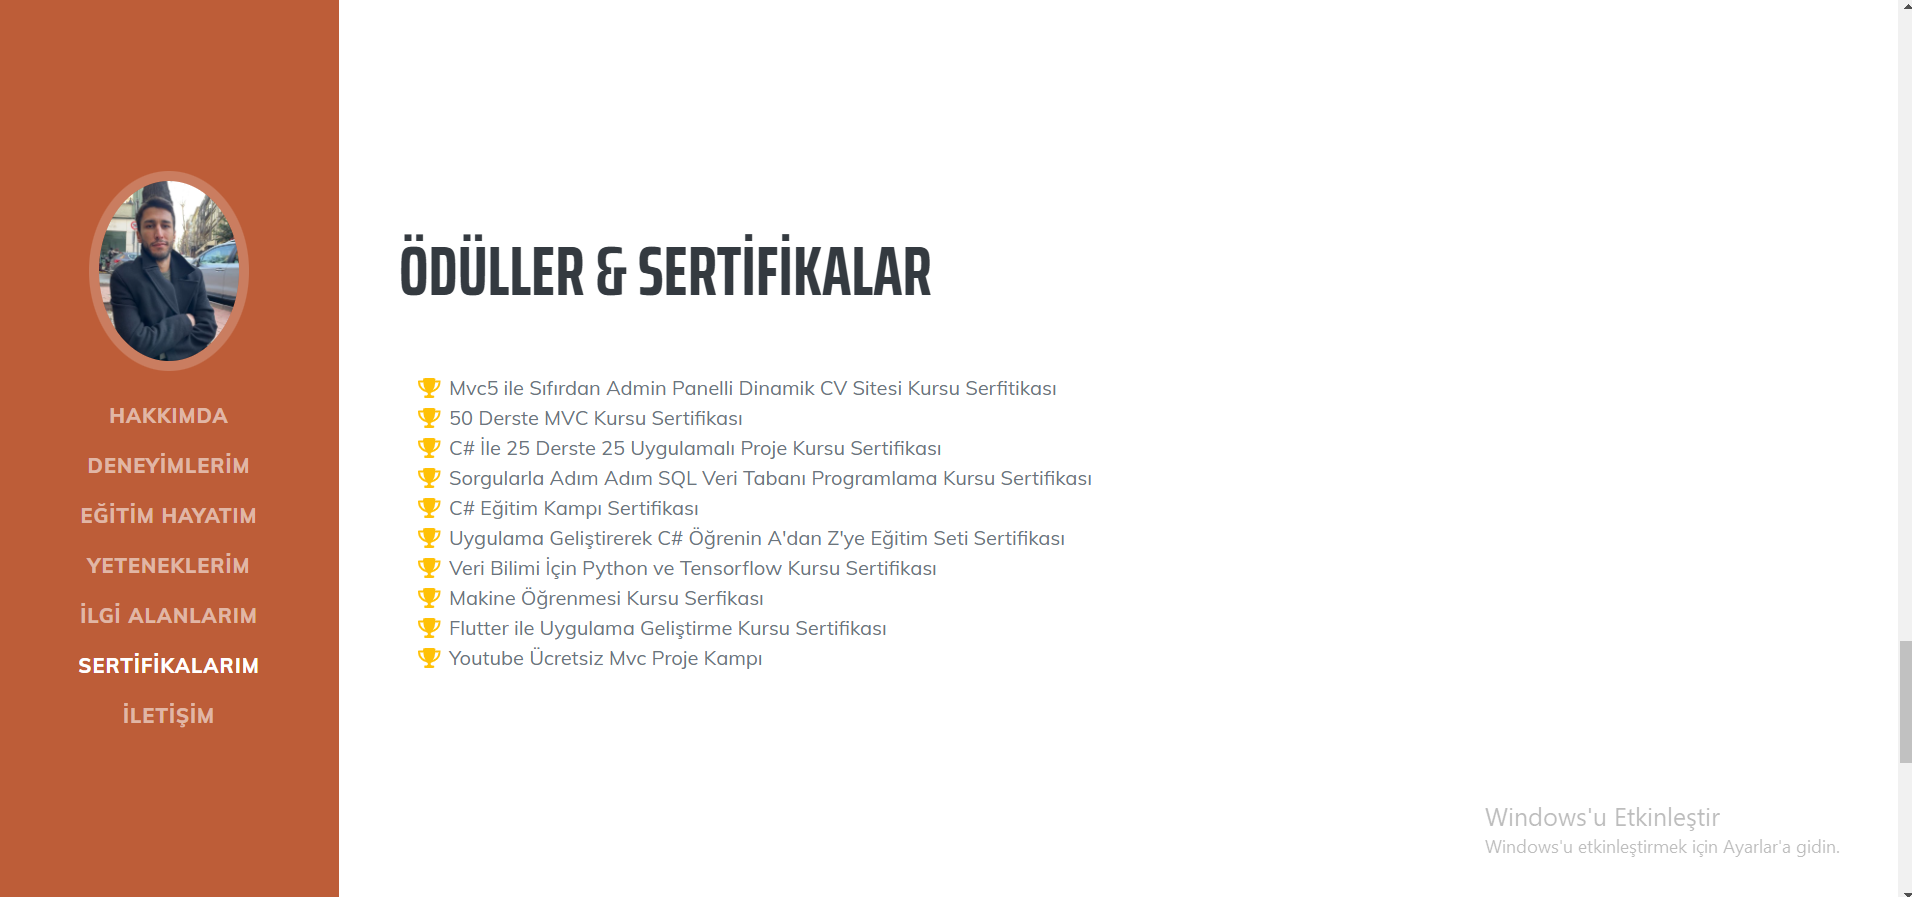 HAKKIMDA
DENEYİMLERİM
EĞİTİM HAYATIM
YETENEKLERİM
İLGİ ALANLARIM
SERTİFİKALARIM
İLETİŞİM
ÖDÜLLER & SERTİFİKALAR
Mvc5 ile Sıfırdan Admin Panelli Dinamik CV Sitesi Kursu Serfitikası
50 Derste MVC Kursu Sertifikası
C# İle 25 Derste 25 Uygulamalı Proje Kursu Sertifikası
Sorgularla Adım Adım SQL Veri Tabanı Programlama Kursu Sertifikası
C# Eğitim Kampı Sertifikası
Uygulama Geliştirerek C# Öğrenin A'dan Z'ye Eğitim Seti Sertifikası
Veri Bilimi İçin Python ve Tensorflow Kursu Sertifikası
Makine Öğrenmesi Kursu Serfikası
Flutter ile Uygulama Geliştirme Kursu Sertifikası
Youtube Ücretsiz Mvc Proje Kampı
Windows'u Etkinleştir
Windows'u etkinleştirmek için Ayarlar'a gidin.